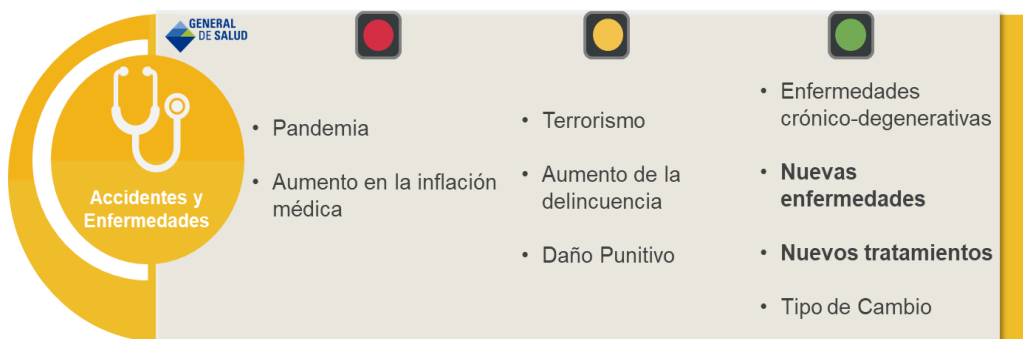 GENERAL
DE SALUD
Accidentes y
Enfermedades
• Pandemia
• Aumento en la inflación
médica
• Terrorismo
• Aumento de la
delincuencia
• Daño Punitivo
• Enfermedades
crónico-degenerativas
• Nuevas
enfermedades
• Nuevos tratamientos
• Tipo de Cambio